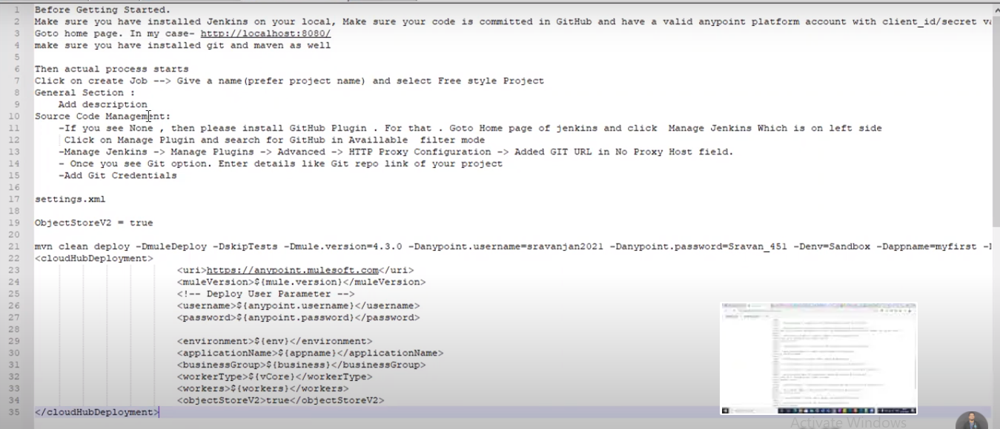 Before Getting Started.
Make sure you have installed Jenkins on your local, Make sure your code is committed in GitHub and have a valid anypoint platform account with client_id/secret
Goto home page. In my case- http://localhost:8080/
make sure you have installed git and maven as well
Then actual process starts
Click on create Job --> Give a name(prefer project name) and select Free style Project
General Section :
Add description
Source Code Management:
-If you see None , then please install GitHub Plugin . For that . Goto Home page of jenkins and click  Manage Jenkins Which is on left side
Click on Manage Plugin and search for GitHub in Availlable  filter mode
-Manage Jenkins -> Manage Plugins -> Advanced -> HTTP Proxy Configuration -> Added GIT URL in No Proxy Host field.
- Once you see Git option. Enter details like Git repo link of your project
-Add Git Credentials
settings.xml
ObjectStoreV2 = true
mvn clean deploy -DmuleDeploy -DskipTests -Dmule.version=4.3.0 -Danypoint.username=sravanjan2021 -Danypoint.password=Sravan_451 -Denv=Sandbox -Dappname=myfirst
<cloudHubDeployment>
<uri>https://anypoint.mulesoft.com</uri>
<muleVersion>${mule.version}</muleVersion>
<!-- Deploy User Parameter -->
<username>${anypoint.username}</username>
<password>${anypoint.password}</password>
<environment>${env}</environment>
<applicationName>${appname}</applicationName>
<businessGroup>${business}</businessGroup>
<workerType>${vCore}</workerType>
<workers>${workers}</workers>
<objectStoreV2>true</objectStoreV2>
</cloudHubDeployment>
Activate Windows